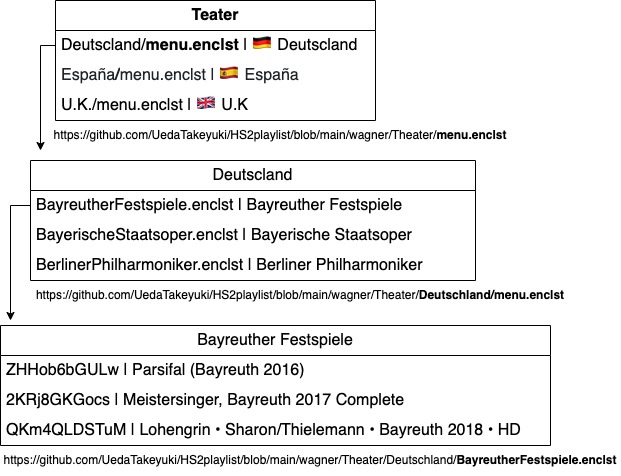 Teater
Deutscland/menu.enclst | 🇩🇪 Deutschland
España/menu.enclst | 🇪🇸 España
U.K./menu.enclst | 🇬🇧 U.K
https://github.com/UedaTakeyuki/HS2playlist/blob/main/wagner/Theater/menu.enclst
Deutscland
BayreutherFestspiele.enclst | Bayreuther Festspiele
BayerischeStaatsoper.enclst | Bayerische Staatsoper
BerlinerPhilharmoniker.enclst | Berliner Philharmoniker
https://github.com/UedaTakeyuki/HS2playlist/blob/main/wagner/Theater/Deutschland/menu.enclst
Bayreuther Festspiele
ZHHob6bGULw | Parsifal (Bayreuth 2016)
2KRj8GKGocs | Meistersinger, Bayreuth 2017 Complete
QKm4QLDSTuM | Lohengrin • Sharon/Thielemann • Bayreuth 2018 • HD
https://github.com/UedaTakeyuki/HS2playlist/blob/main/wagner/Theater/Deutschland/BayreutherFestspiele.enclst